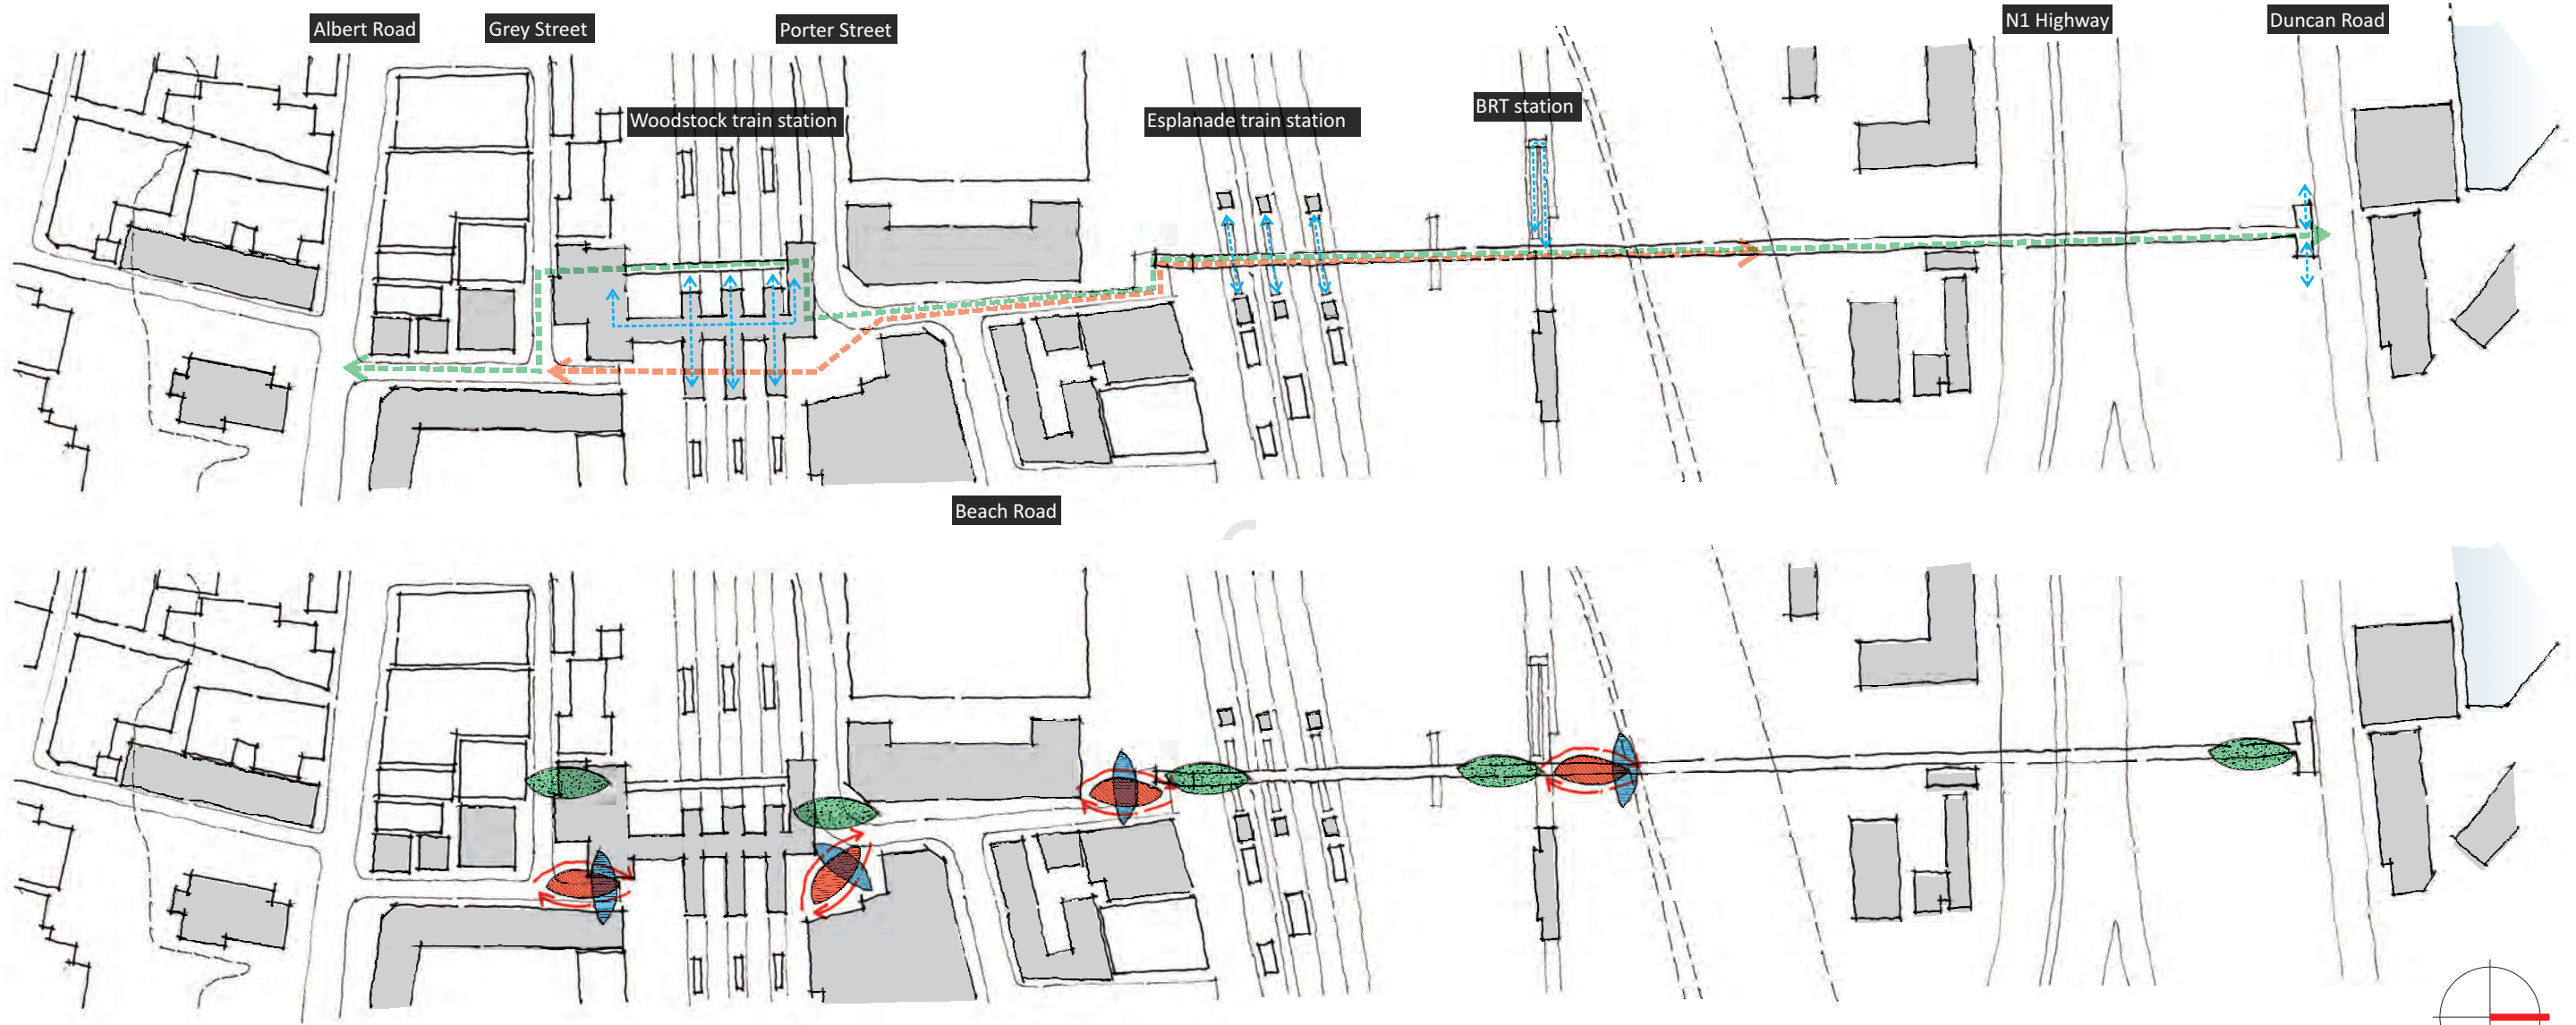 Albert Road
Grey Street
Porter Street
N1 Highway
Duncan Road
Woodstock train station
Esplanade train station
BRT station
Beach Road